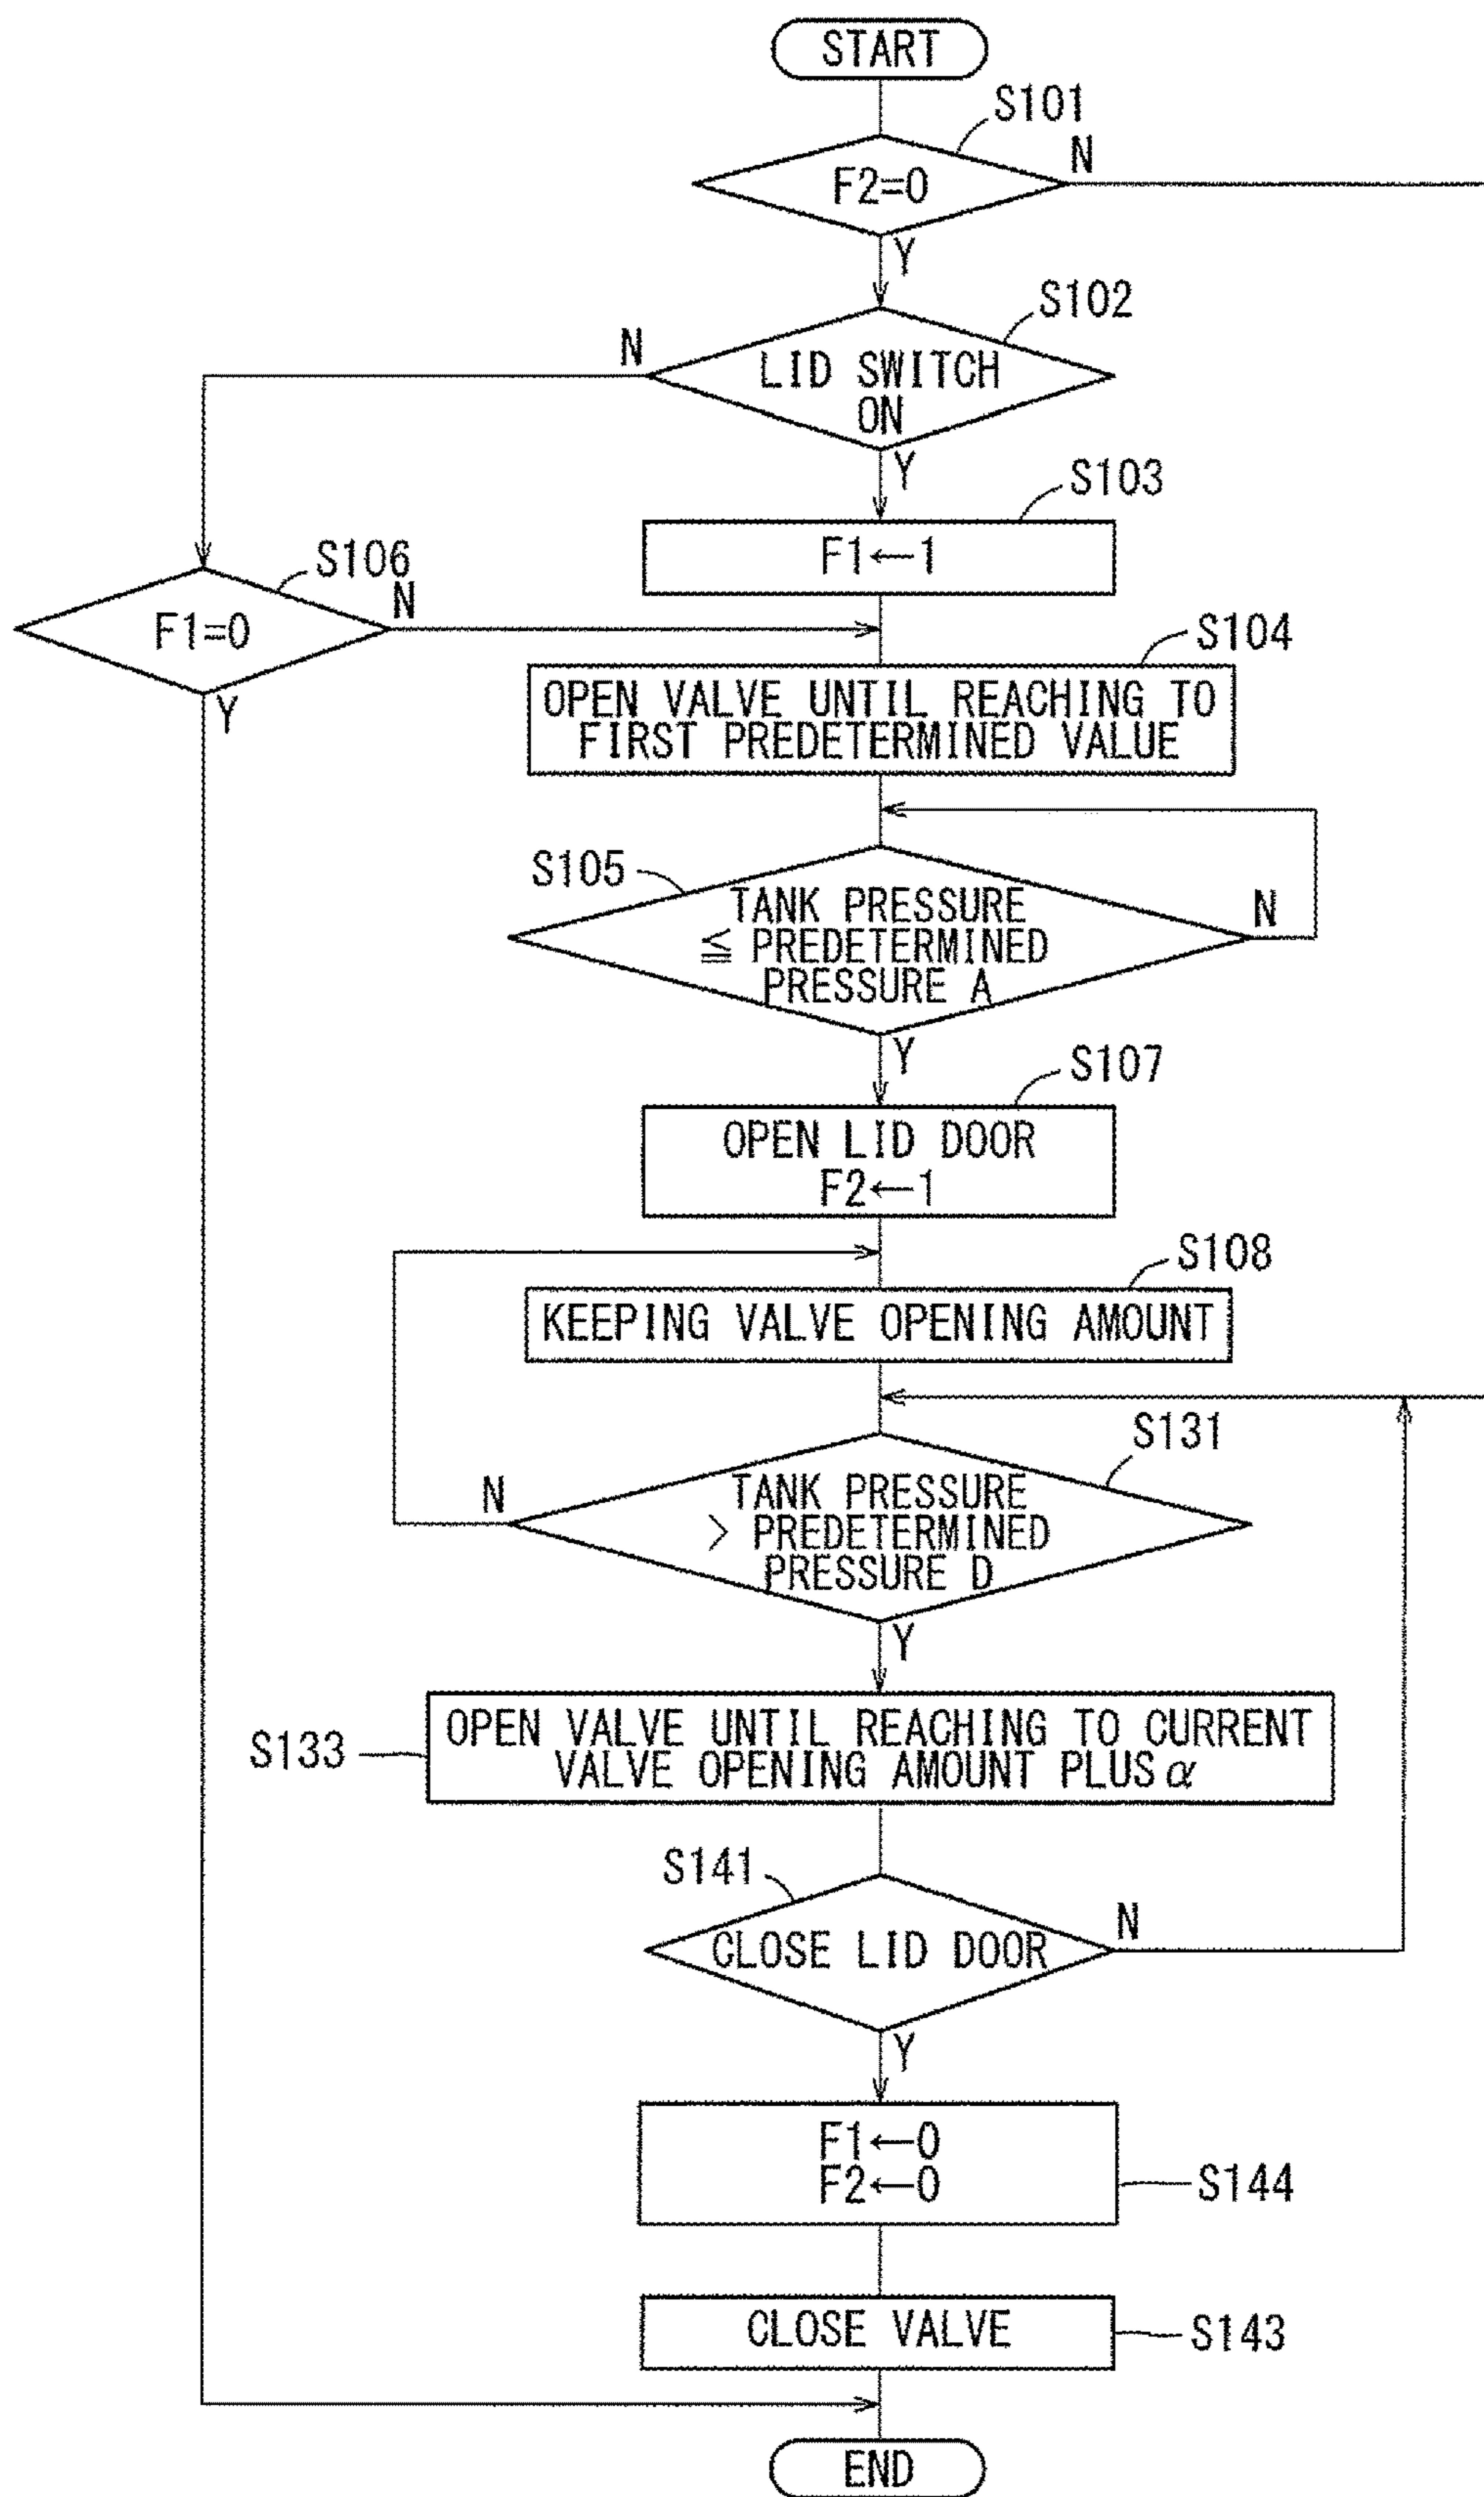 START
S101
F2=0
N
Y
S102
N
LID SWITCH
ON
Y
S103
F1←1
S106
F1=0
N
Y
S104
OPEN VALVE UNTIL REACHING TO
FIRST PREDETERMINED VALUE
S105
TANK PRESSURE
≦ PREDETERMINED
PRESSURE A
N
Y
S107
OPEN LID DOOR
F2←1
S108
KEEPING VALVE OPENING AMOUNT
S131
N
TANK PRESSURE
> PREDETERMINED
PRESSURE D
Y
S133
OPEN VALVE UNTIL REACHING TO CURRENT
VALVE OPENING AMOUNT PLUS α
S141
CLOSE LID DOOR
N
Y
F1←0
F2←0
S144
CLOSE VALVE
S143
END